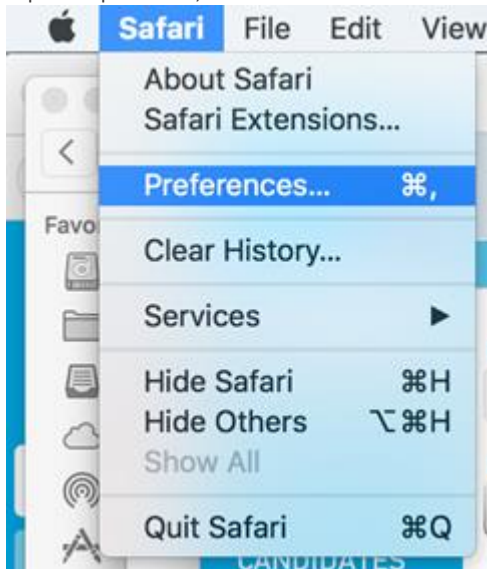 Safari File Edit View
About Safari
Safari Extensions...
Preferences... ⌘,
Favo
Clear History...
Services ▶
Hide Safari ⌘H
Hide Others ⌥⌘H
Show All
Quit Safari ⌘Q
CANDIDATES